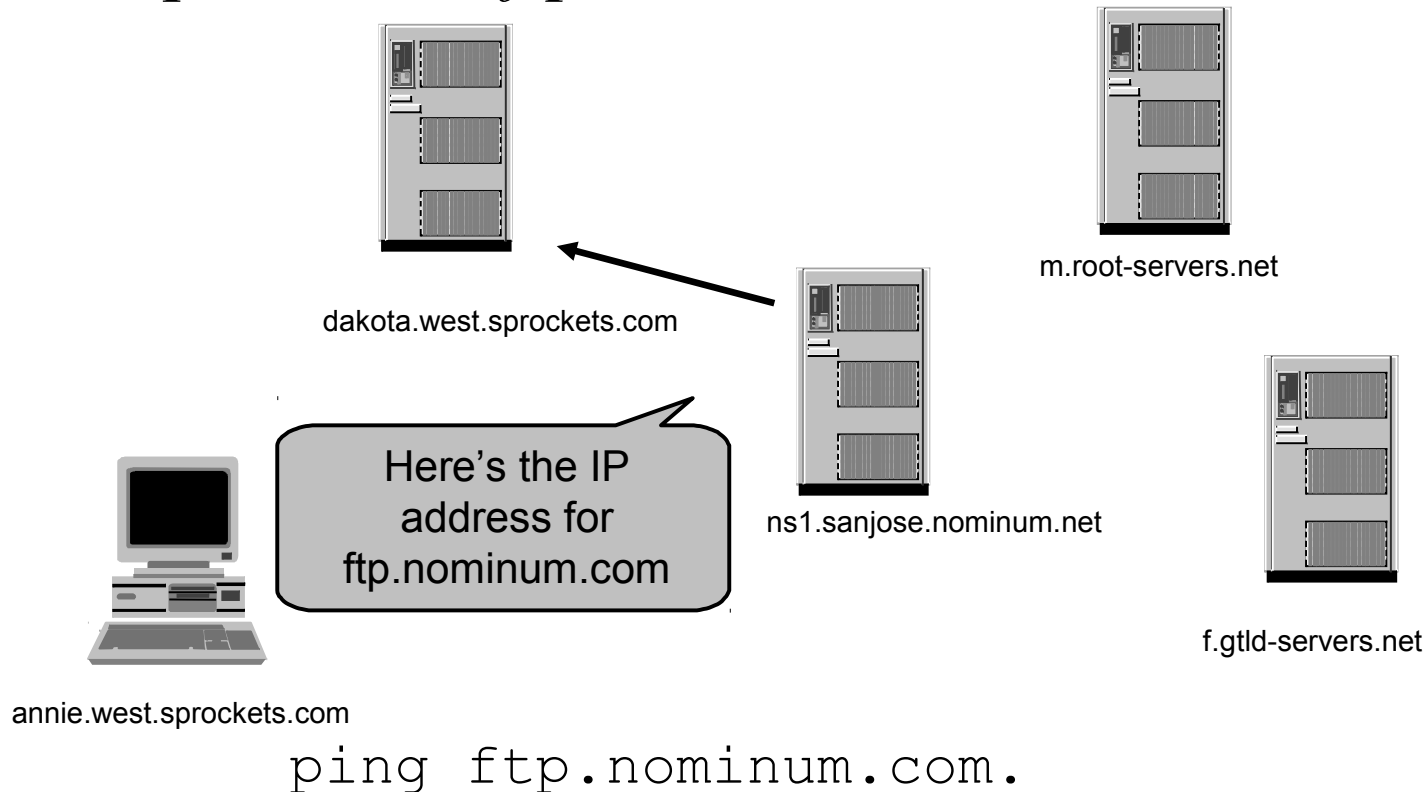 m.root-servers.net
dakota.west.sprockets.com
Here’s the IP
address for
ftp.nominum.com
ns1.sanjose.nominum.net
f.gtld-servers.net
annie.west.sprockets.com
ping ftp.nominum.com.